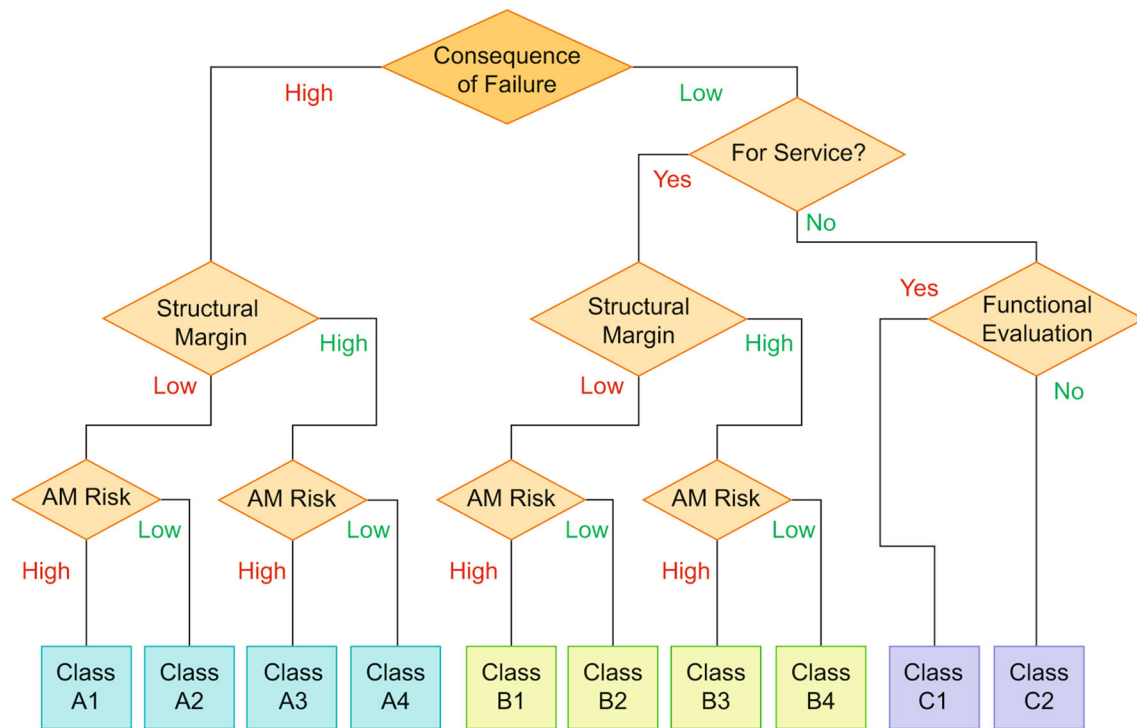 Consequence
of Failure
High
Low
For Service?
Yes
No
Structural
Margin
High
Low
Structural
Margin
High
Low
Yes
Functional
Evaluation
No
AM Risk
Low
High
AM Risk
Low
High
AM Risk
Low
High
AM Risk
Low
High
Class
A1
Class
A2
Class
A3
Class
A4
Class
B1
Class
B2
Class
B3
Class
B4
Class
C1
Class
C2